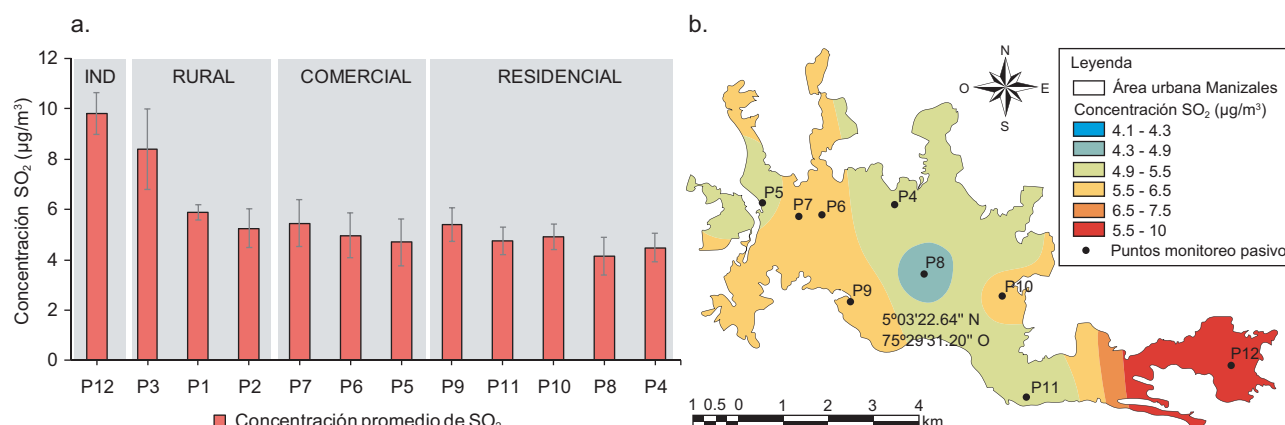 a.
12
10
8
6
4
2
0
Concentración SO₂ (µg/m³)
IND
RURAL
COMERCIAL
RESIDENCIAL
P12 P3 P1 P2 P7 P6 P5 P9 P11 P10 P8 P4
Concentración promedio de SO₂
b.
N
O E
S
Leyenda
Área urbana Manizales
Concentración SO₂ (µg/m³)
4.1 - 4.3
4.3 - 4.9
4.9 - 5.5
5.5 - 6.5
6.5 - 7.5
5.5 - 10
Puntos monitoreo pasivo
P5
P7
P6
P4
P8
P9
P10
5º03'22.64" N
75º29'31.20" O
P12
P11
1 0.5 0 1 2 3 4
km